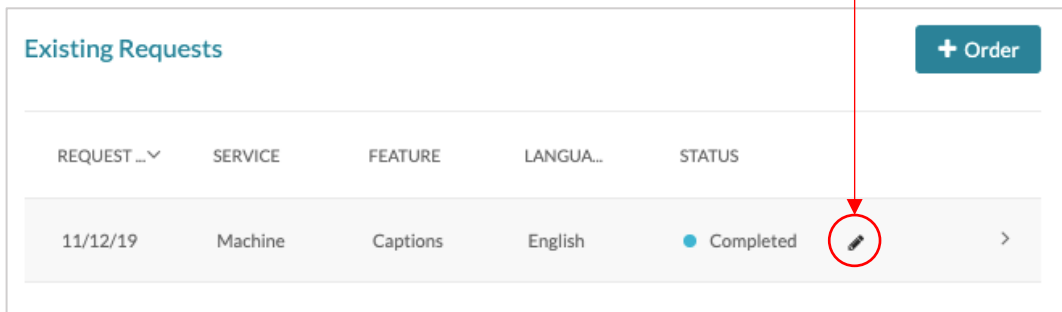 Existing Requests
+ Order
REQUEST ... SERVICE FEATURE LANGUA... STATUS
11/12/19 Machine Captions English Completed